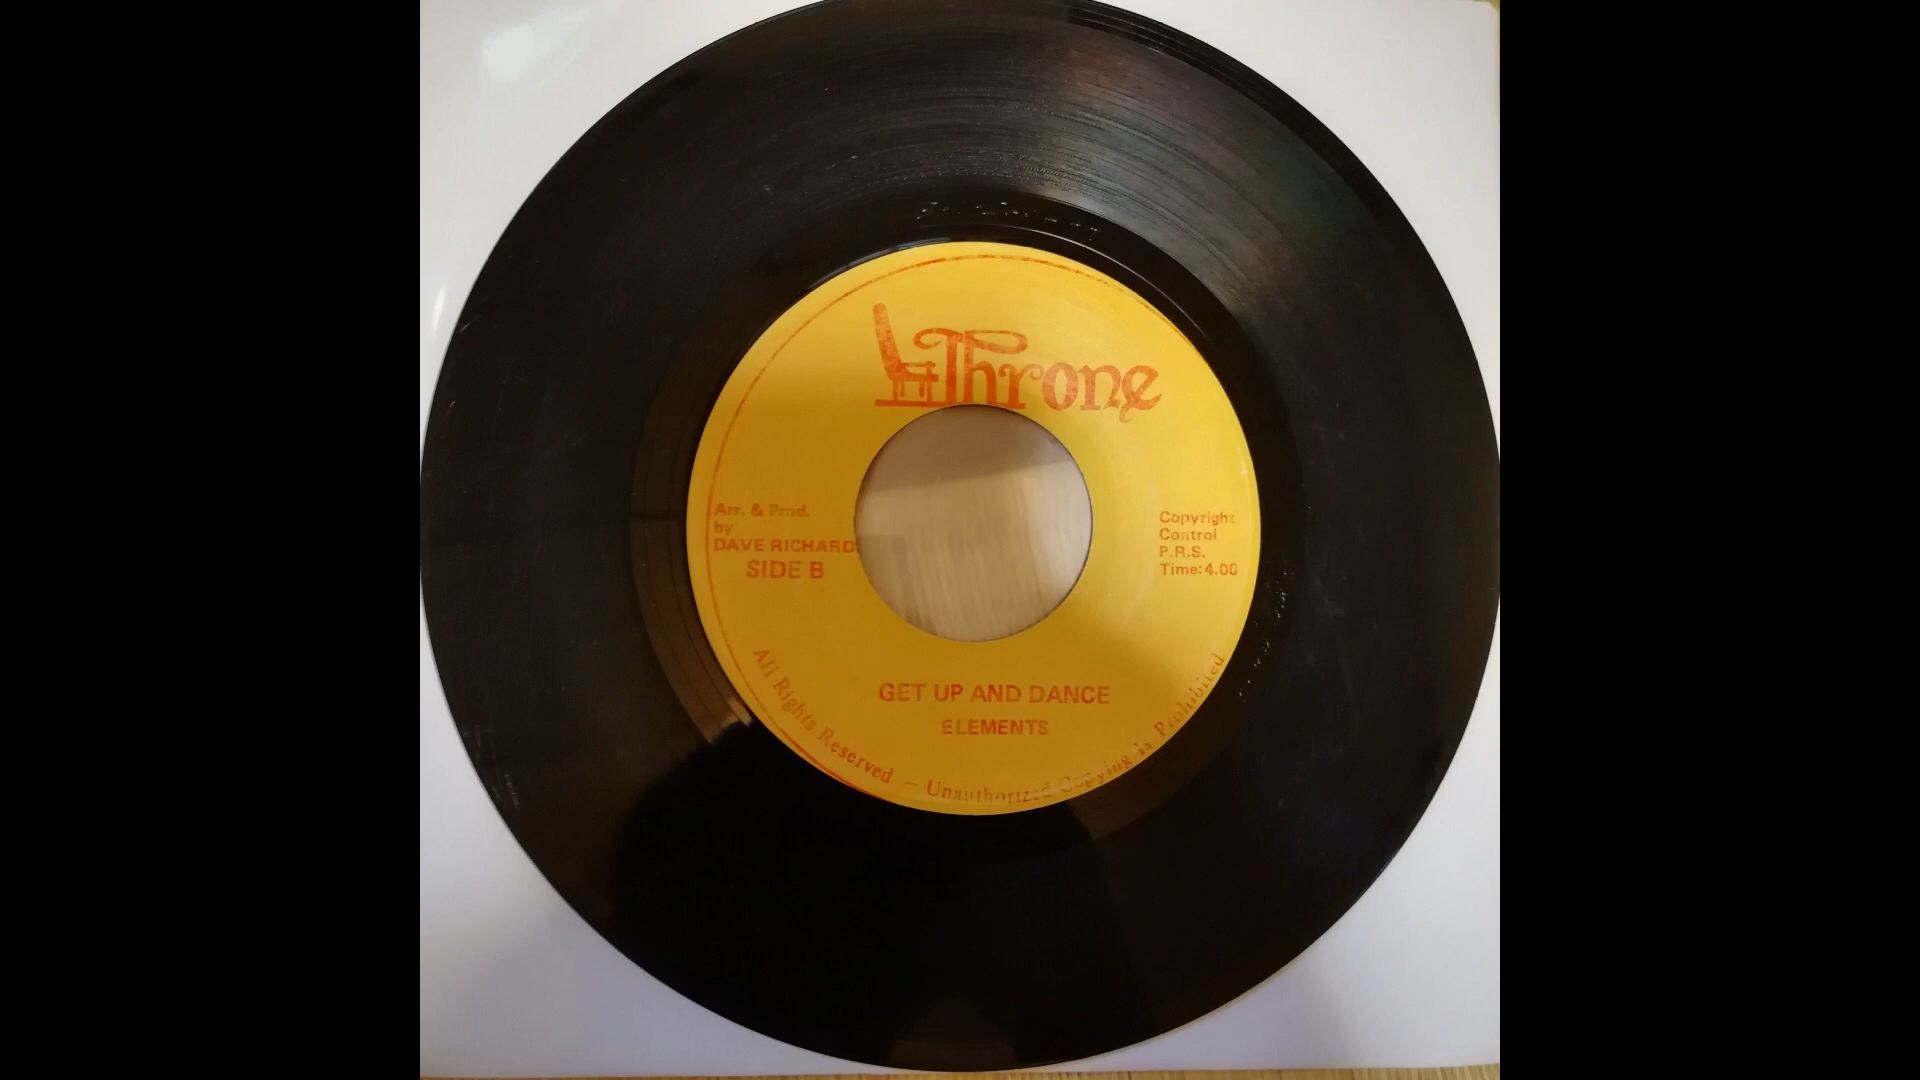 Throne
Arr. & Prod.
by
DAVE RICHARDS
SIDE B
Copyright
Control
P.R.S.
Time: 4.00
GET UP AND DANCE
ELEMENTS
All Rights Reserved — Unauthorized Copying is Prohibited